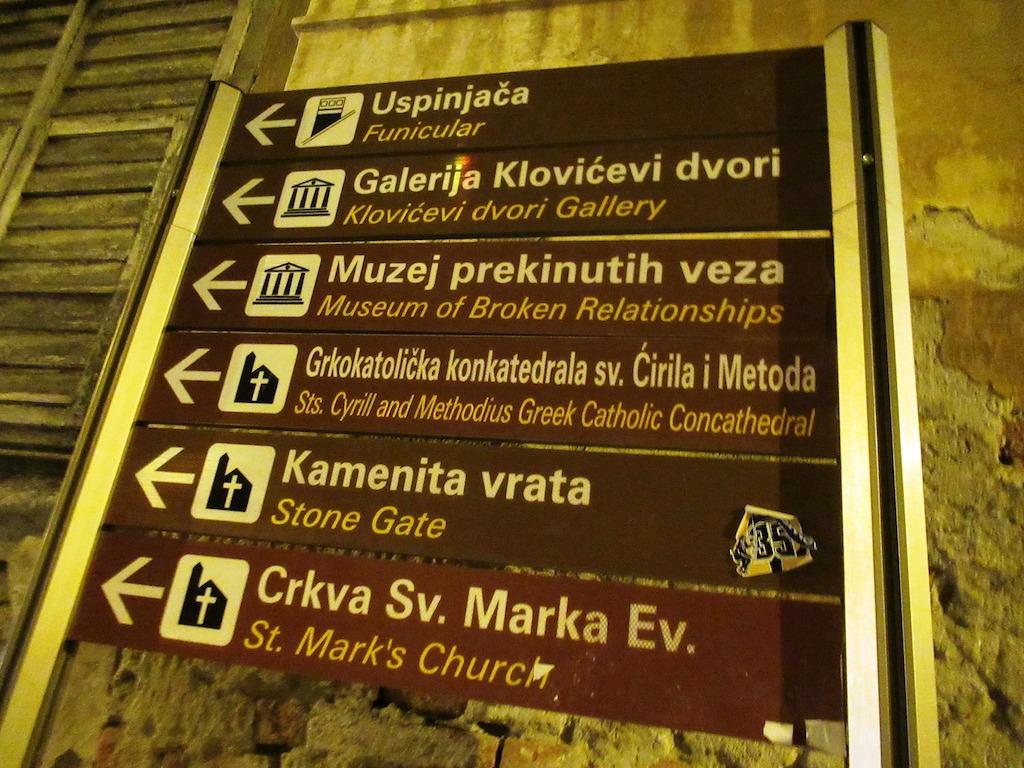 Uspinjača
Funicular
Galerija Klovićevi dvori
Klovićevi dvori Gallery
Muzej prekinutih veza
Museum of Broken Relationships
Grkokatolička konkatedrala sv. Ćirila i Metoda
Sts. Cyrill and Methodius Greek Catholic Concathedral
Kamenita vrata
Stone Gate
Crkva Sv. Marka Ev.
St. Mark's Church